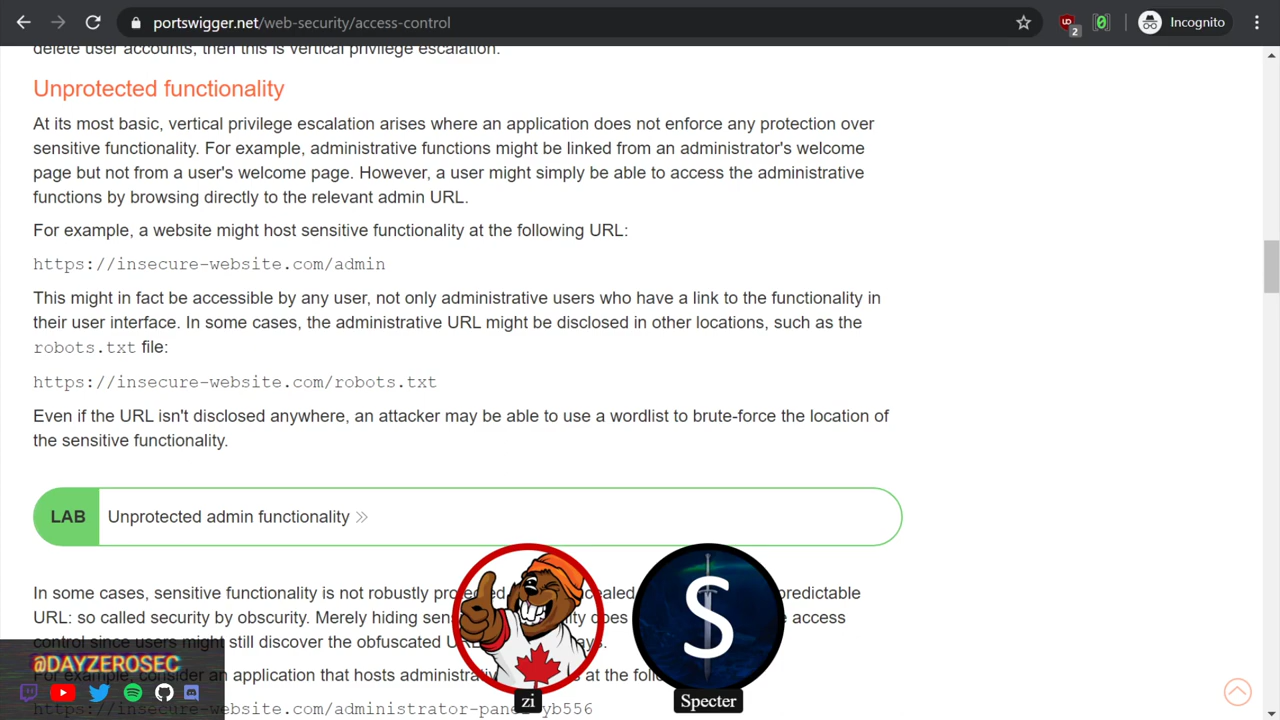 portswigger.net/web-security/access-control
2
Incognito
delete user accounts, then this is vertical privilege escalation.
Unprotected functionality
At its most basic, vertical privilege escalation arises where an application does not enforce any protection over
sensitive functionality. For example, administrative functions might be linked from an administrator's welcome
page but not from a user's welcome page. However, a user might simply be able to access the administrative
functions by browsing directly to the relevant admin URL.
For example, a website might host sensitive functionality at the following URL:
https://insecure-website.com/admin
This might in fact be accessible by any user, not only administrative users who have a link to the functionality in
their user interface. In some cases, the administrative URL might be disclosed in other locations, such as the
robots.txt file:
https://insecure-website.com/robots.txt
Even if the URL isn't disclosed anywhere, an attacker may be able to use a wordlist to brute-force the location of
the sensitive functionality.
LAB
Unprotected admin functionality
In some cases, sensitive functionality is not robustly
URL: so called security by obscurity. Merely hiding does access
control since users might still discover the obfuscated
@DAYZEROSEC
an application that hosts at the
https://insecure-website.com/administrator-panel-yb556
S
zi
Specter